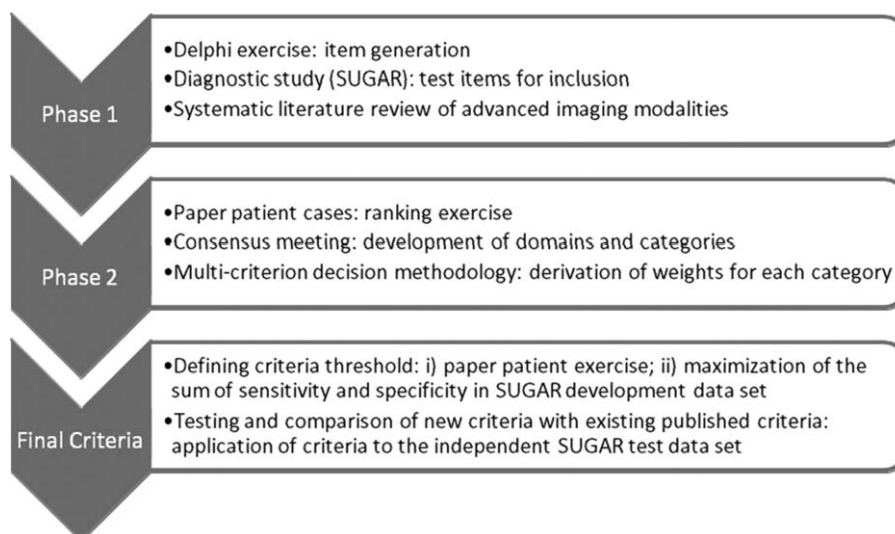 Phase 1
•Delphi exercise: item generation
•Diagnostic study (SUGAR): test items for inclusion
•Systematic literature review of advanced imaging modalities
Phase 2
•Paper patient cases: ranking exercise
•Consensus meeting: development of domains and categories
•Multi-criterion decision methodology: derivation of weights for each category
Final Criteria
•Defining criteria threshold: i) paper patient exercise; ii) maximization of the
sum of sensitivity and specificity in SUGAR development data set
•Testing and comparison of new criteria with existing published criteria:
application of criteria to the independent SUGAR test data set